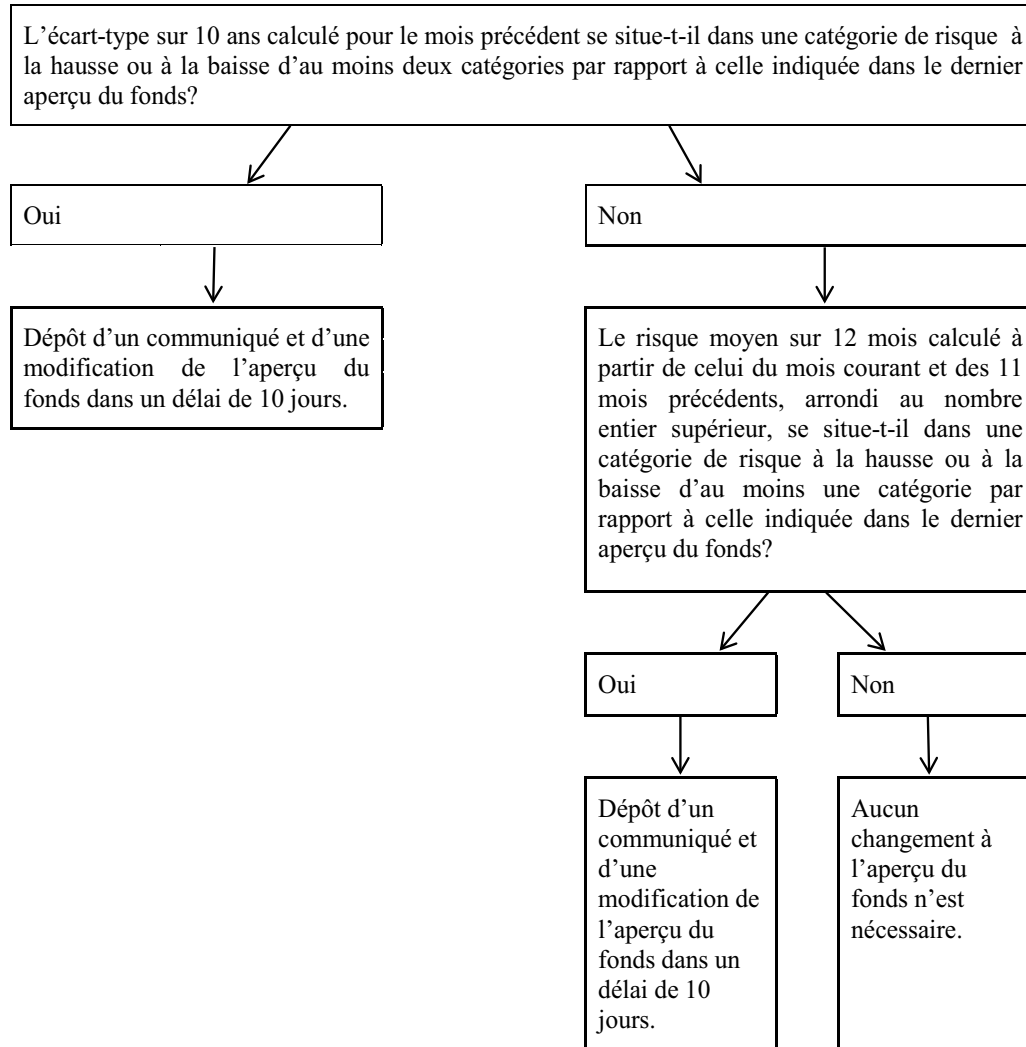 L’écart-type sur 10 ans calculé pour le mois précédent se situe-t-il dans une catégorie de risque à
la hausse ou à la baisse d’au moins deux catégories par rapport à celle indiquée dans le dernier
aperçu du fonds?
Oui
Non
Dépôt d’un communiqué et d’une
modification de l’aperçu du
fonds dans un délai de 10 jours.
Le risque moyen sur 12 mois calculé à
partir de celui du mois courant et des 11
mois précédents, arrondi au nombre
entier supérieur, se situe-t-il dans une
catégorie de risque à la hausse ou à la
baisse d’au moins une catégorie par
rapport à celle indiquée dans le dernier
aperçu du fonds?
Oui
Non
Dépôt d’un
communiqué et
d’une
modification de
l’aperçu du
fonds dans un
délai de 10
jours.
Aucun
changement à
l’aperçu du
fonds n’est
nécessaire.